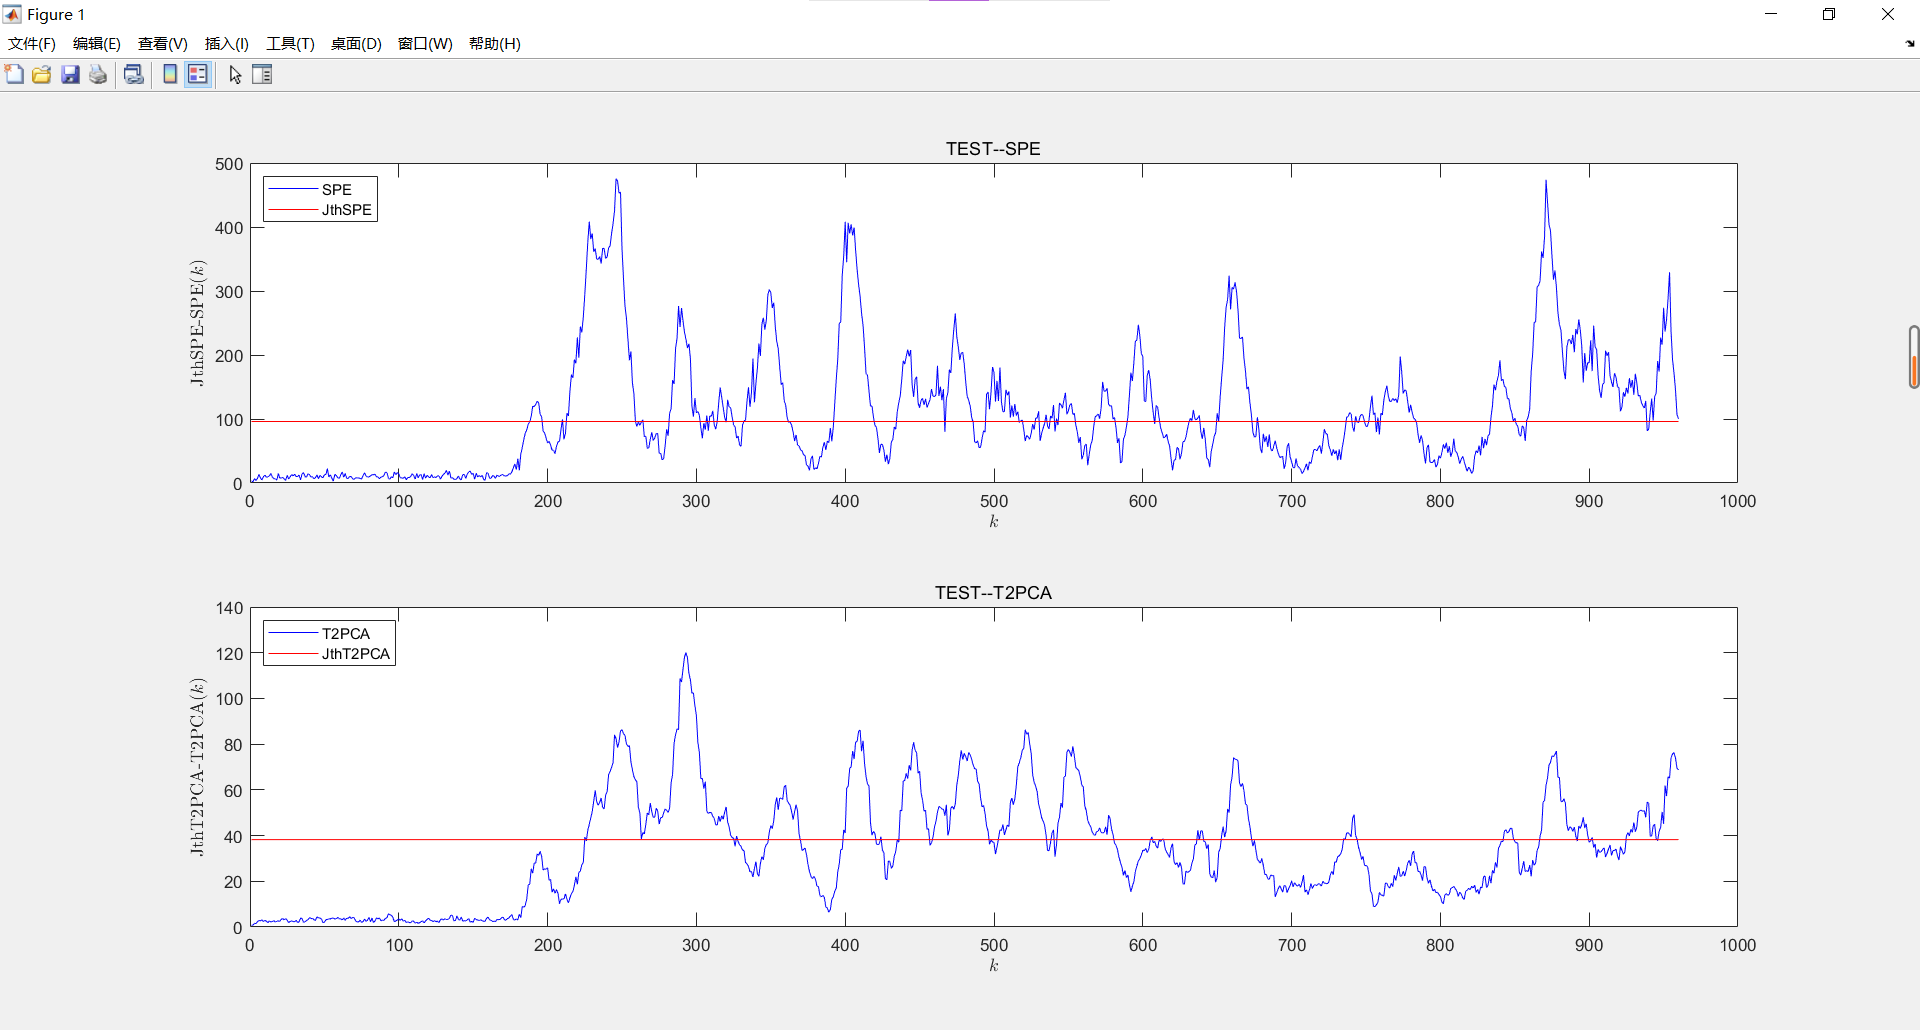 Figure 1
文件(F) 编辑(E) 查看(V) 插入(I) 工具(T) 桌面(D) 窗口(W) 帮助(H)
TEST--SPE
SPE
JthSPE
JthSPE-SPE(k)
500
400
300
200
100
0
0 100 200 300 400 500 600 700 800 900 1000
k
TEST--T2PCA
T2PCA
JthT2PCA
JthT2PCA-T2PCA(k)
140
120
100
80
60
40
20
0
0 100 200 300 400 500 600 700 800 900 1000
k